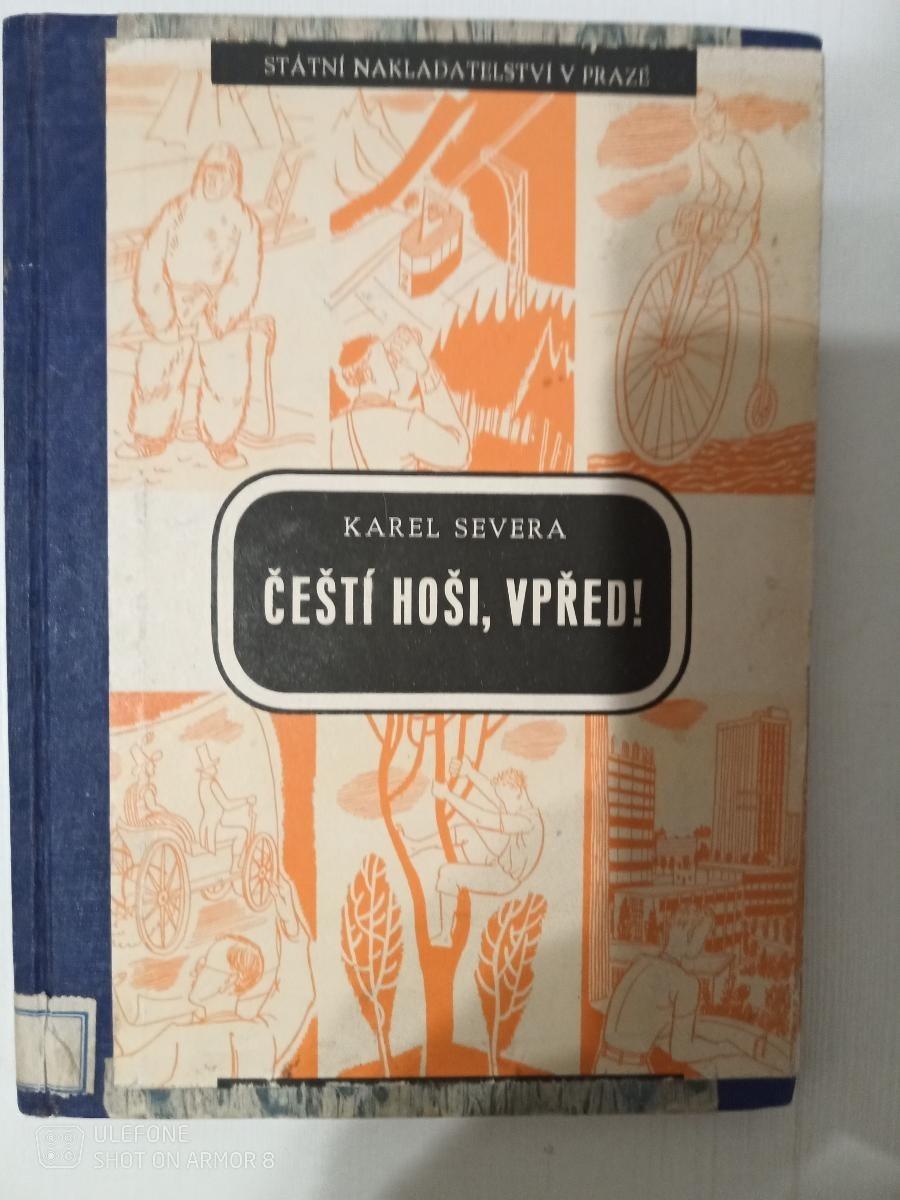 STÁTNÍ NAKLADATELSTVÍ V PRAZE
KAREL SEVERA
ČEŠTÍ HOŠI, VPŘED!
ULEFONE
SHOT ON ARMOR 8